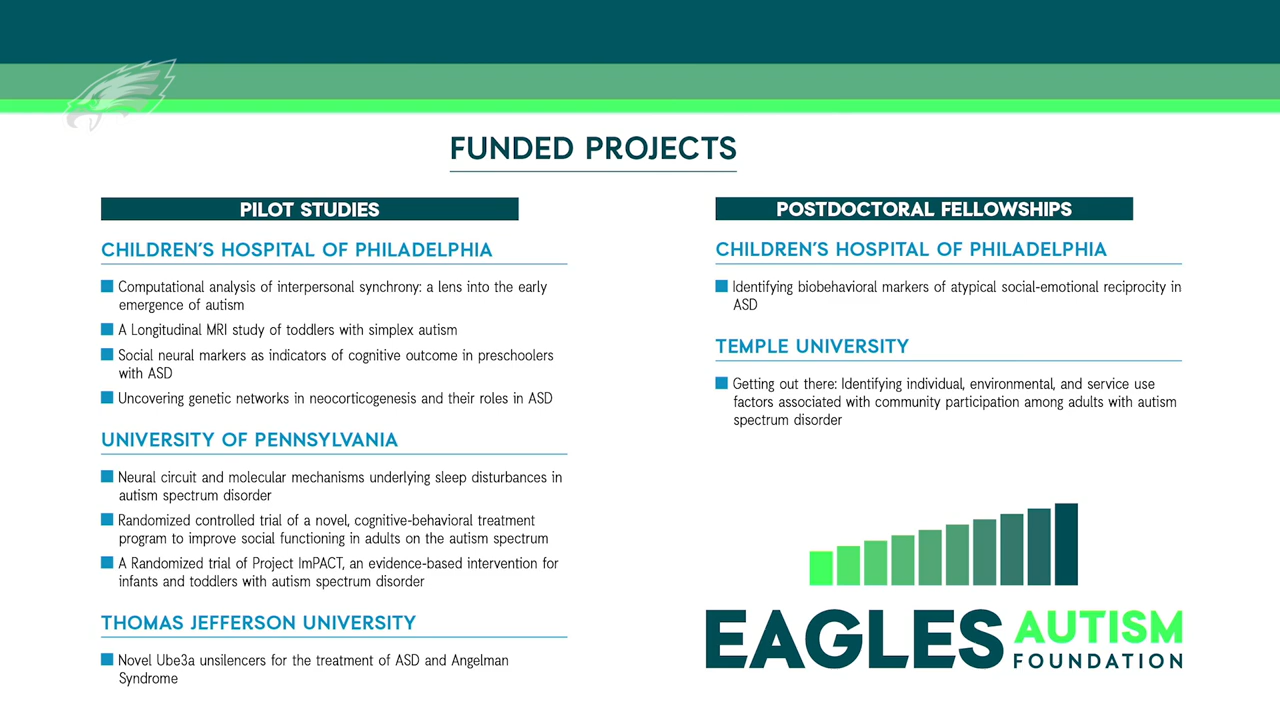 FUNDED PROJECTS
PILOT STUDIES
CHILDREN'S HOSPITAL OF PHILADELPHIA
Computational analysis of interpersonal synchrony: a lens into the early
emergence of autism
A Longitudinal MRI study of toddlers with simplex autism
Social neural markers as indicators of cognitive outcome in preschoolers
with ASD
Uncovering genetic networks in neocorticogenesis and their roles in ASD
UNIVERSITY OF PENNSYLVANIA
Neural circuit and molecular mechanisms underlying sleep disturbances in
autism spectrum disorder
Randomized controlled trial of a novel, cognitive-behavioral treatment
program to improve social functioning in adults on the autism spectrum
A Randomized trial of Project ImPACT, an evidence-based intervention for
infants and toddlers with autism spectrum disorder
THOMAS JEFFERSON UNIVERSITY
Novel Ube3a unsilencers for the treatment of ASD and Angelman
Syndrome
POSTDOCTORAL FELLOWSHIPS
CHILDREN'S HOSPITAL OF PHILADELPHIA
Identifying biobehavioral markers of atypical social-emotional reciprocity in
ASD
TEMPLE UNIVERSITY
Getting out there: Identifying individual, environmental, and service use
factors associated with community participation among adults with autism
spectrum disorder
EAGLES AUTISM
FOUNDATION